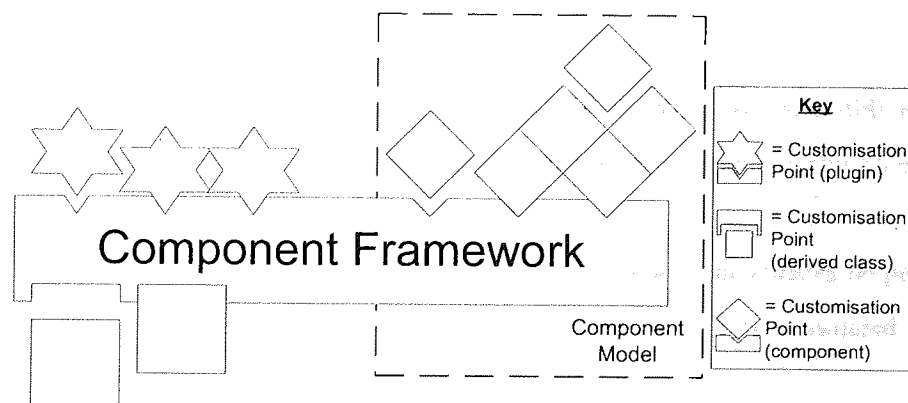 Component Framework
Component
Model
Key
= Customisation
Point (plugin)
= Customisation
Point
(derived class)
= Customisation
Point
(component)